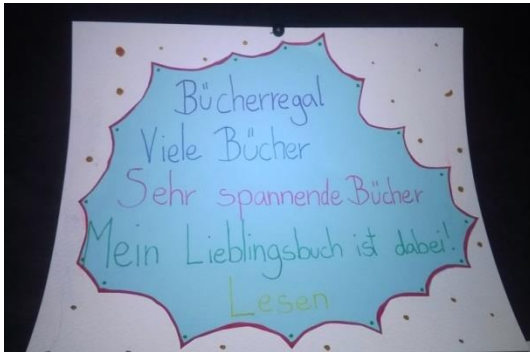 Bücherregal
Viele Bücher
Sehr spannende Bücher
Mein Lieblingsbuch ist dabei!
Lesen